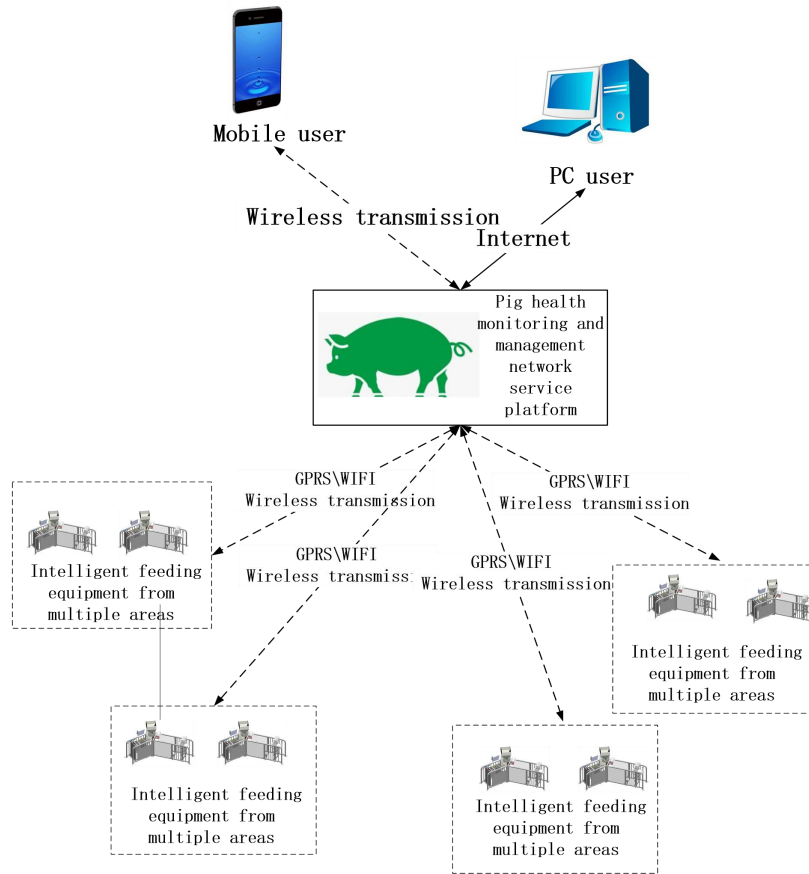 Mobile user
PC user
Wireless transmission
Internet
Pig health
monitoring and
management
network
service
platform
GPRS\WIFI
Wireless transmission
GPRS\WIFI
Wireless transmission
GPRS\WIFI
Wireless
GPRS\WIFI
Wireless transmission
Intelligent feeding
equipment from
multiple areas
Intelligent feeding
equipment from
multiple areas
Intelligent feeding
equipment from
multiple areas
Intelligent feeding
equipment from
multiple areas